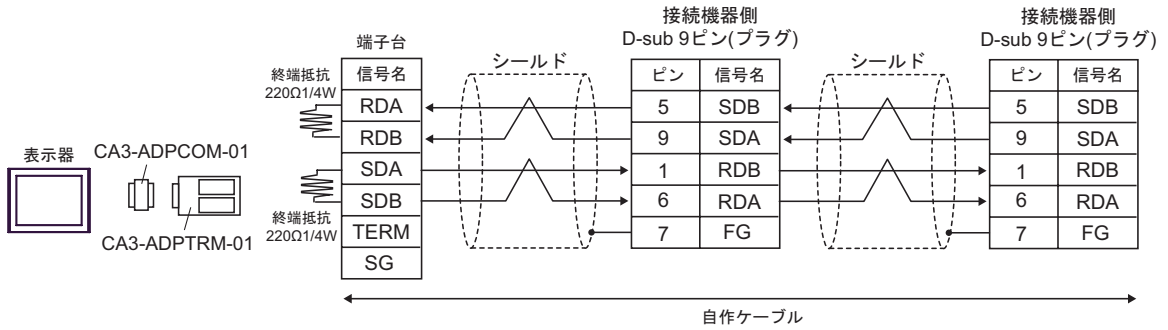 接続機器側
D-sub 9ピン(プラグ)
接続機器側
D-sub 9ピン(プラグ)
端子台
シールド
シールド
終端抵抗
220Ω1/4W
信号名
RDA
RDB
SDA
SDB
TERM
SG
ピン 信号名
5 SDB
9 SDA
1 RDB
6 RDA
7 FG
ピン 信号名
5 SDB
9 SDA
1 RDB
6 RDA
7 FG
表示器
CA3-ADPCOM-01
CA3-ADPTRM-01
終端抵抗
220Ω1/4W
自作ケーブル